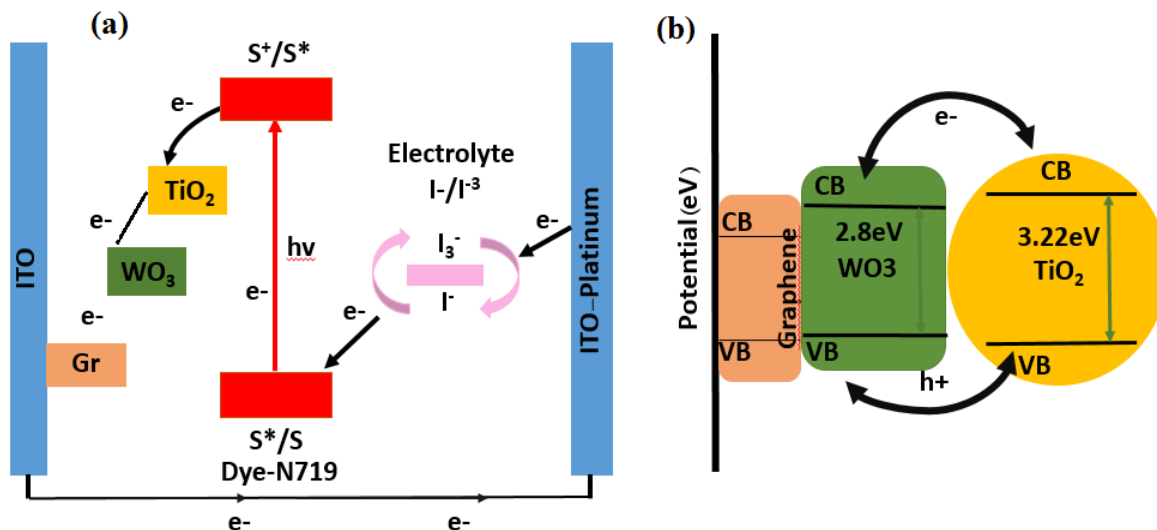 (a)
S⁺/S*
e-
TiO₂
e-
WO₃
e-
Gr
ITO
hv
e-
S*/S
Dye-N719
Electrolyte
I-/I⁻³
I₃⁻
I⁻
e-
e-
ITO–Platinum
e-
e-
(b)
Potential(eV)
CB
VB
Graphene
CB
2.8eV
WO3
VB
e-
h+
CB
3.22eV
TiO₂
VB